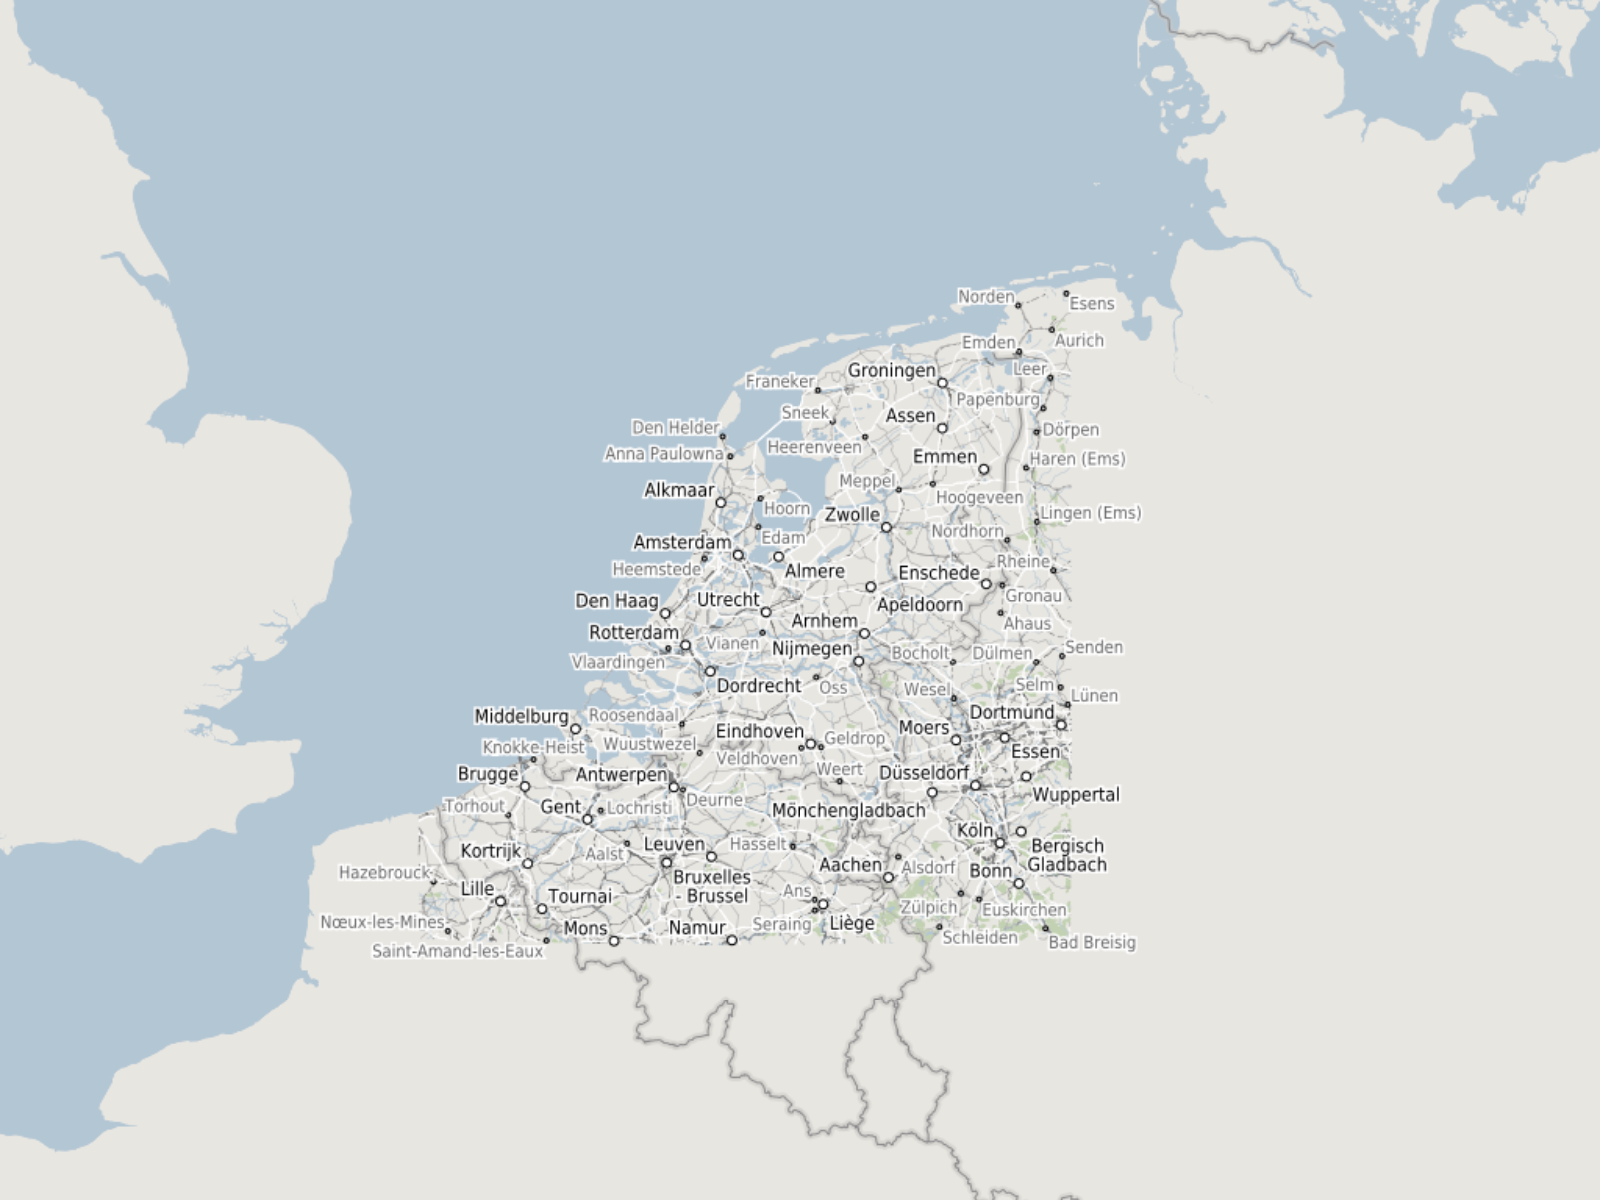 Norden
Esens
Aurich
Emden
Groningen
Leer
Franeker
Papenburg
Sneek
Assen
Den Helder
Dörpen
Heerenveen
Anna Paulowna
Emmen
Haren (Ems)
Meppel
Alkmaar
Hoogeveen
Hoorn
Zwolle
Lingen (Ems)
Nordhorn
Edam
Amsterdam
Rheine
Heemstede
Almere
Enschede
Gronau
Den Haag
Utrecht
Apeldoorn
Arnhem
Ahaus
Rotterdam
Vianen
Nijmegen
Bocholt
Dülmen
Senden
Vlaardingen
Dordrecht
Oss
Wesel
Selm
Lünen
Middelburg
Roosendaal
Dortmund
Eindhoven
Moers
Geldrop
Knokke-Heist
Wuustwezel
Essen
Veldhoven
Weert
Brugge
Antwerpen
Düsseldorf
Wuppertal
Deurne
Torhout
Gent
Lochristi
Mönchengladbach
Köln
Kortrijk
Aalst
Leuven
Hasselt
Bergisch
Gladbach
Aachen
Alsdorf
Bonn
Hazebrouck
Bruxelles
- Brussel
Lille
Tournai
Ans
Zülpich
Euskirchen
Nœux-les-Mines
Mons
Namur
Seraing
Liège
Schleiden
Bad Breisig
Saint-Amand-les-Eaux